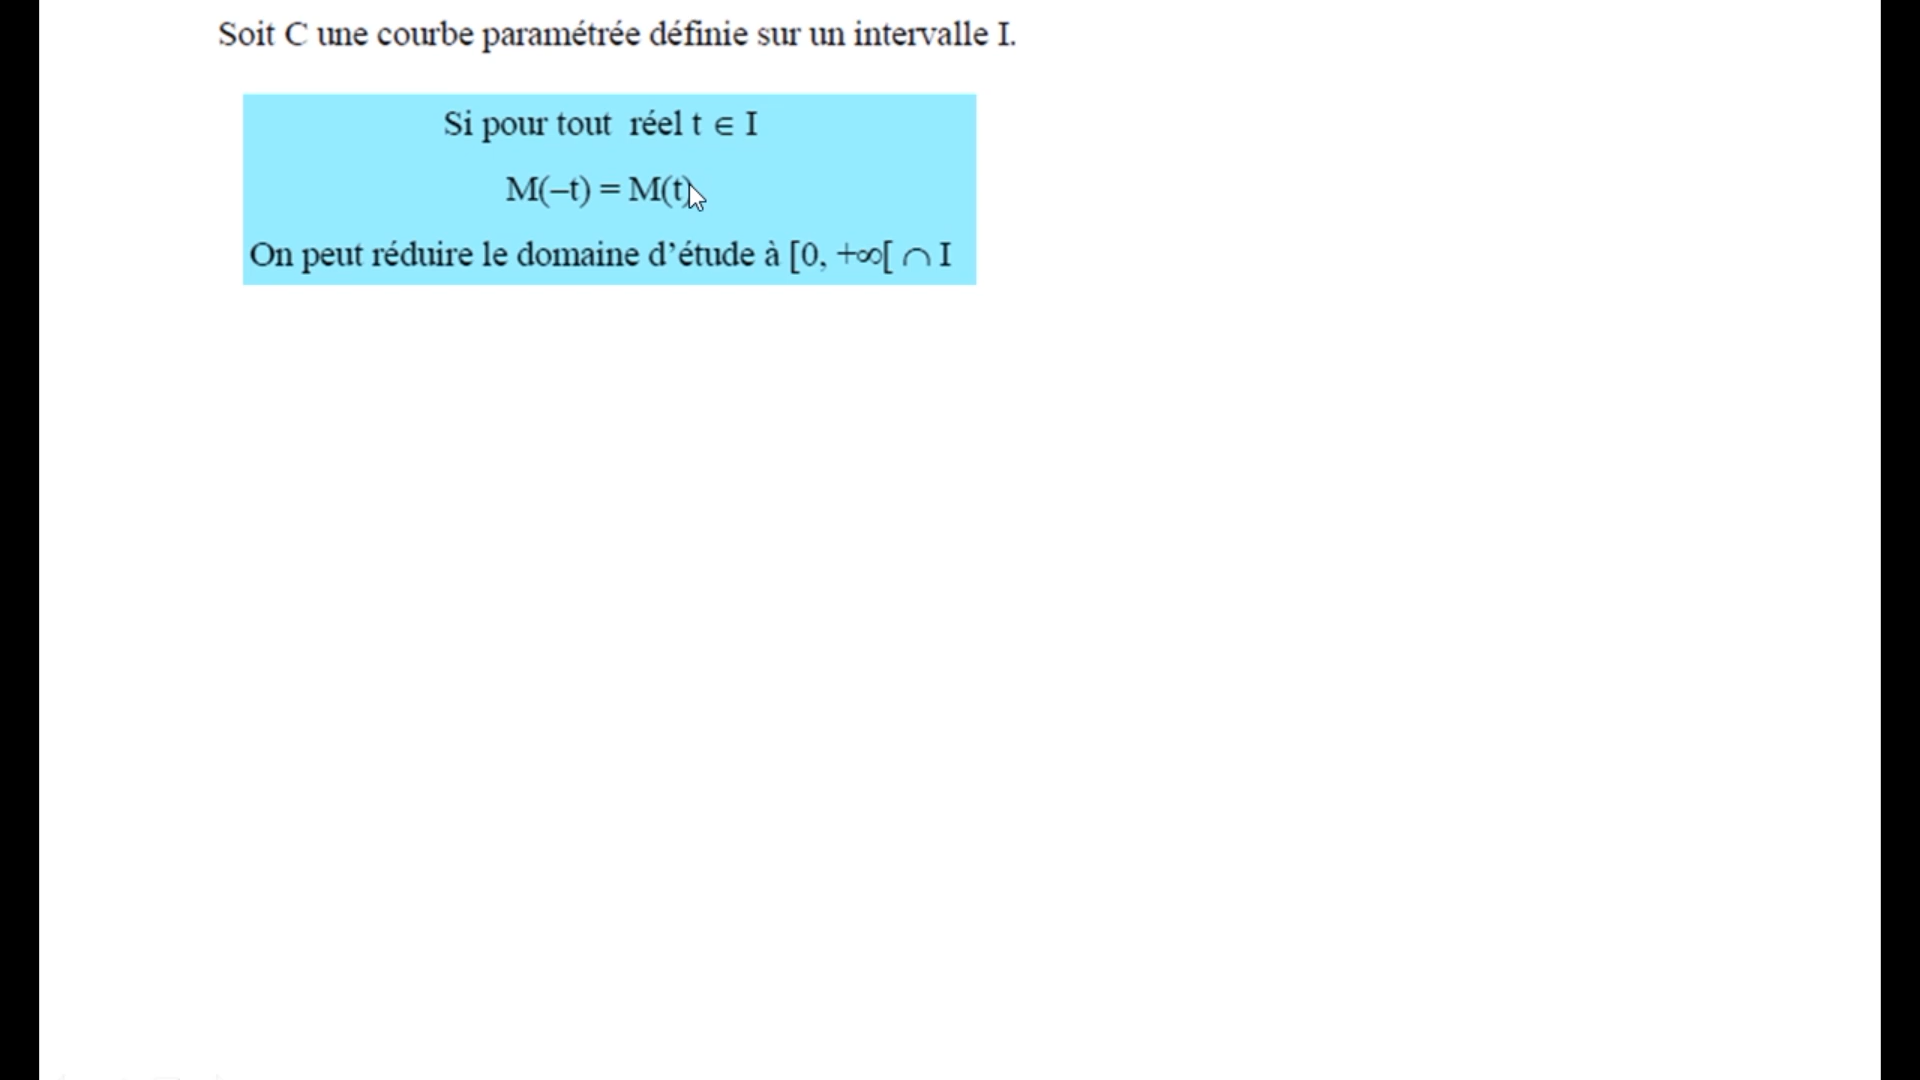 Soit C une courbe paramétrée définie sur un intervalle I.
Si pour tout réel t ∈ I
M(–t) = M(t)
On peut réduire le domaine d’étude à [0, +∞[ ∩ I